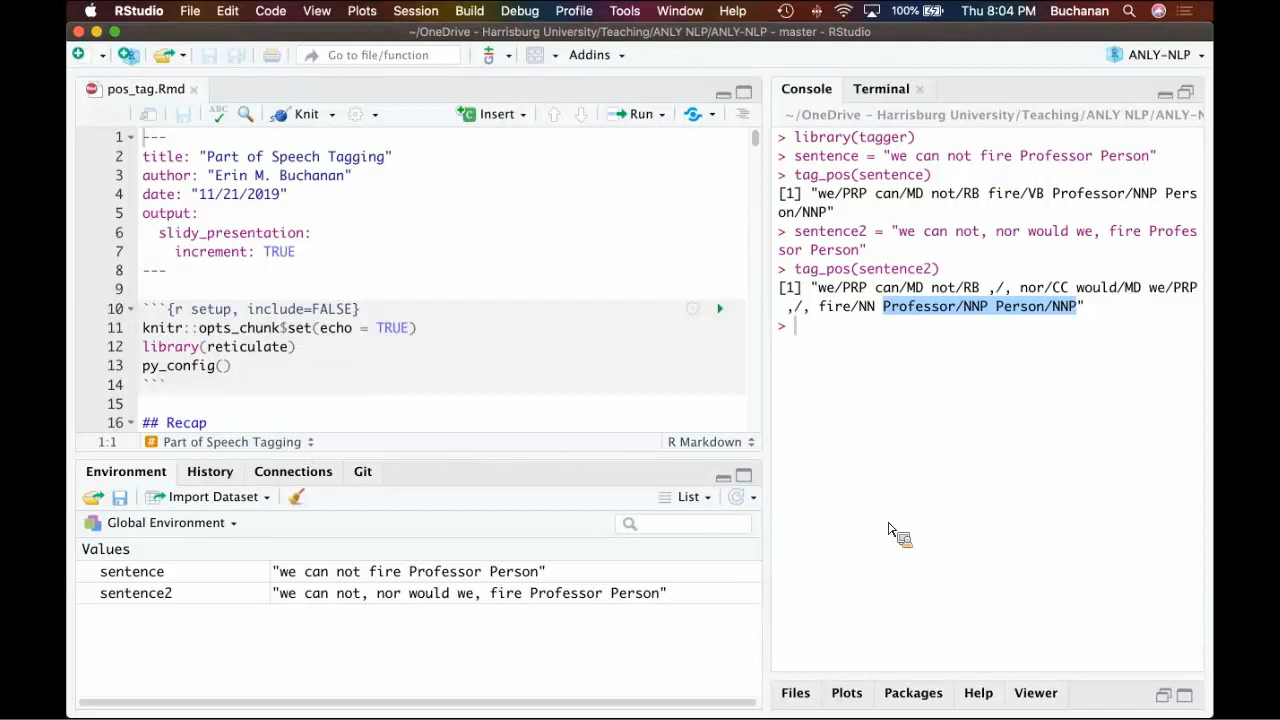 RStudio File Edit Code View Plots Session Build Debug Profile Tools Window Help 100% Thu 8:04 PM Buchanan
~/OneDrive - Harrisburg University/Teaching/ANLY NLP/ANLY-NLP - master - RStudio
Go to file/function Addins ANLY-NLP
pos_tag.Rmd
ABC Knit Insert Run
1 ---
2 title: "Part of Speech Tagging"
3 author: "Erin M. Buchanan"
4 date: "11/21/2019"
5 output:
6 slidy_presentation:
7 increment: TRUE
8 ---
9
10 ```{r setup, include=FALSE}
11 knitr::opts_chunk$set(echo = TRUE)
12 library(reticulate)
13 py_config()
14 ```
15
16 ## Recap
1:1 Part of Speech Tagging R Markdown
Environment History Connections Git
Import Dataset List
Global Environment
Values
sentence "we can not fire Professor Person"
sentence2 "we can not, nor would we, fire Professor Person"
Console Terminal
~/OneDrive - Harrisburg University/Teaching/ANLY NLP/ANLY-N
> library(tagger)
> sentence = "we can not fire Professor Person"
> tag_pos(sentence)
[1] "we/PRP can/MD not/RB fire/VB Professor/NNP Pers
on/NNP"
> sentence2 = "we can not, nor would we, fire Profes
sor Person"
> tag_pos(sentence2)
[1] "we/PRP can/MD not/RB ,/, nor/CC would/MD we/PRP
,/, fire/NN Professor/NNP Person/NNP"
>
Files Plots Packages Help Viewer